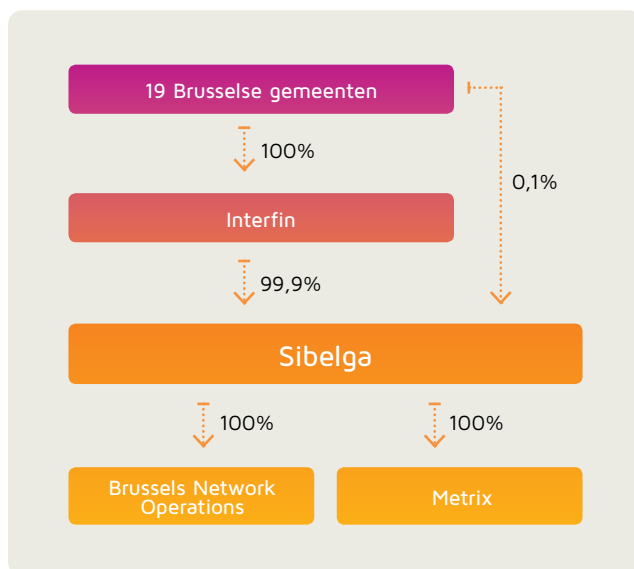 19 Brusselse gemeenten
100%
0,1%
Interfin
99,9%
Sibelga
100%
100%
Brussels Network
Operations
Metrix